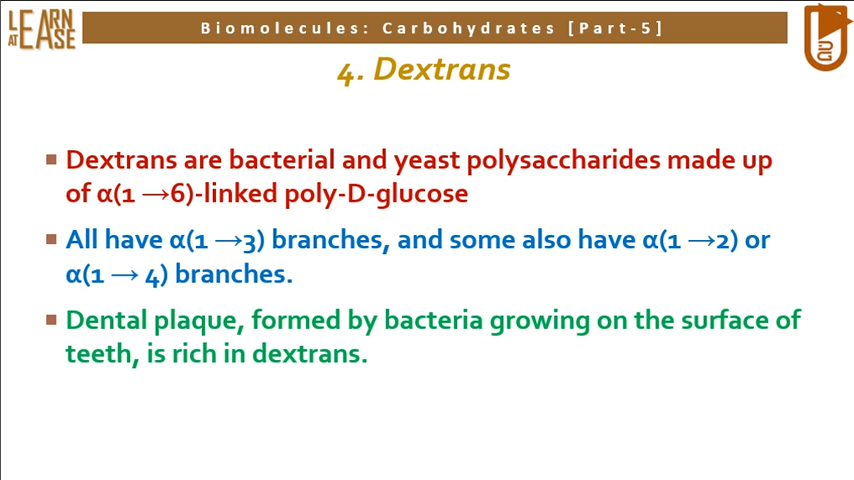 LEARN
AT EASE
Biomolecules: Carbohydrates [Part-5]
4. Dextrans
Dextrans are bacterial and yeast polysaccharides made up
of α(1 →6)-linked poly-D-glucose
All have α(1 →3) branches, and some also have α(1 →2) or
α(1 → 4) branches.
Dental plaque, formed by bacteria growing on the surface of
teeth, is rich in dextrans.